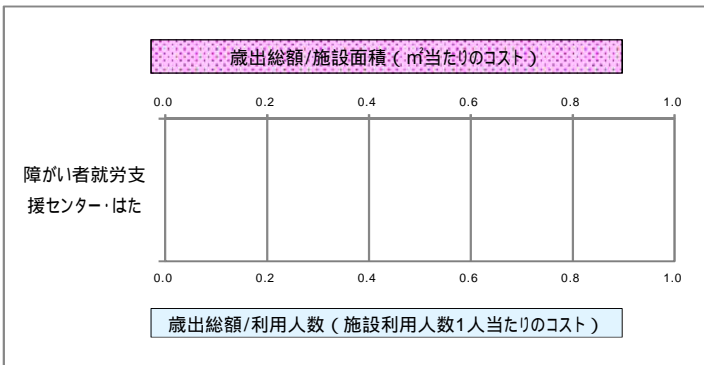 歳出総額/施設面積（㎡当たりのコスト）
0.0 0.2 0.4 0.6 0.8 1.0
障がい者就労支
援センター・はた
0.0 0.2 0.4 0.6 0.8 1.0
歳出総額/利用人数（施設利用人数1人当たりのコスト）